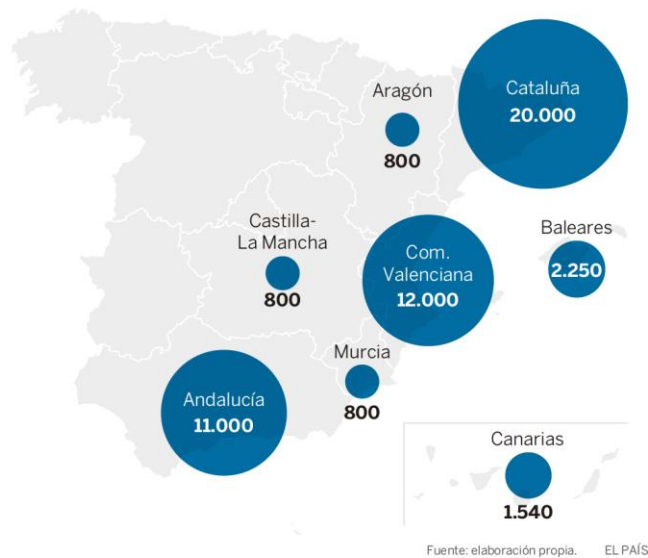 Cataluña
20.000
Aragón
800
Castilla-
La Mancha
800
Com.
Valenciana
12.000
Baleares
2.250
Murcia
800
Andalucía
11.000
Canarias
1.540
Fuente: elaboración propia. EL PAÍS